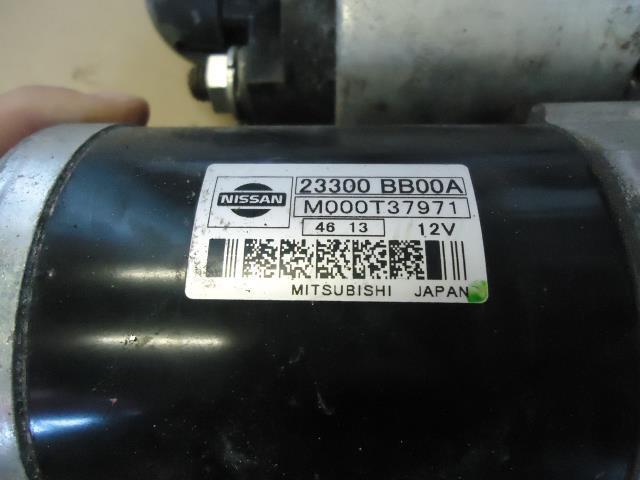 NISSAN
23300 BB00A
M000T37971
46 13 12V
MITSUBISHI JAPAN